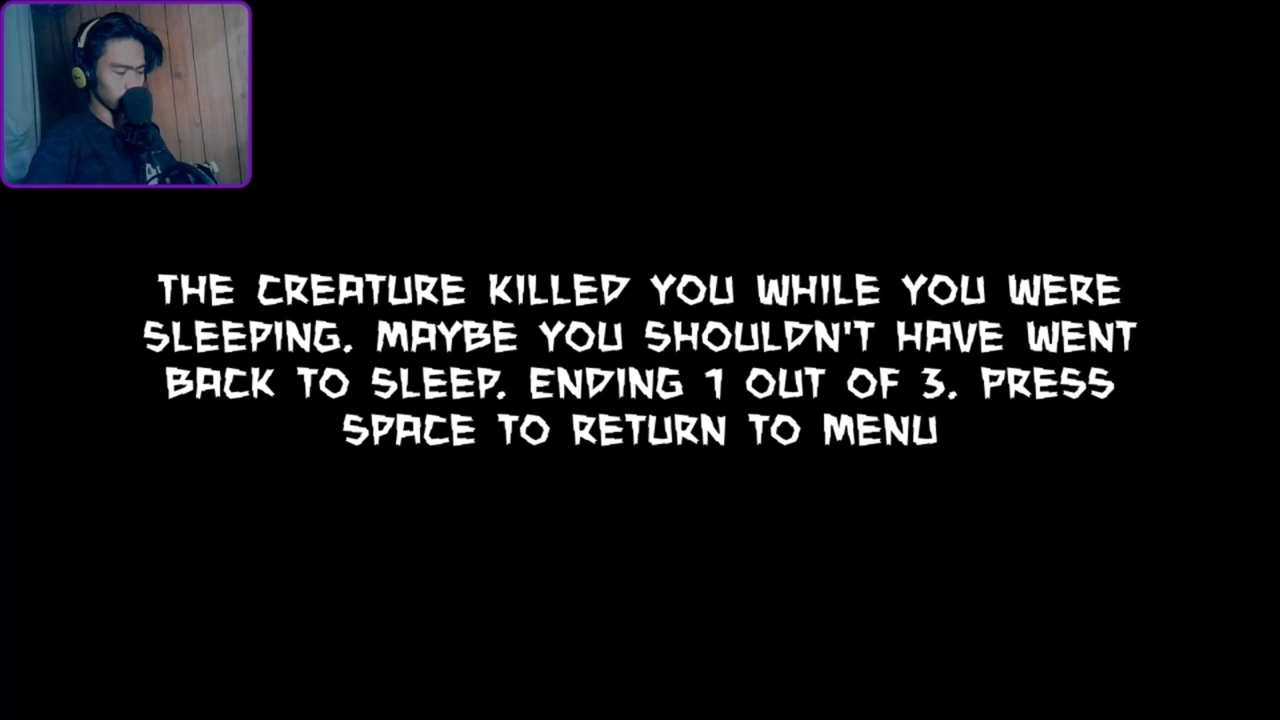 THE CREATURE KILLED YOU WHILE YOU WERE
SLEEPING. MAYBE YOU SHOULDN'T HAVE WENT
BACK TO SLEEP. ENDING 1 OUT OF 3. PRESS
SPACE TO RETURN TO MENU